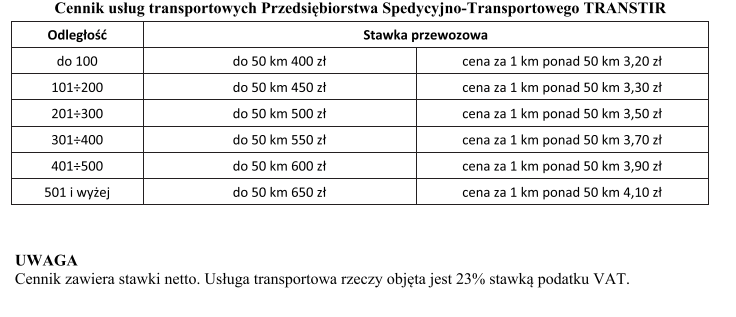 Cennik usług transportowych Przedsiębiorstwa Spedycyjno-Transportowego TRANSTIR
Odległość Stawka przewozowa
do 100 do 50 km 400 zł cena za 1 km ponad 50 km 3,20 zł
101÷200 do 50 km 450 zł cena za 1 km ponad 50 km 3,30 zł
201÷300 do 50 km 500 zł cena za 1 km ponad 50 km 3,50 zł
301÷400 do 50 km 550 zł cena za 1 km ponad 50 km 3,70 zł
401÷500 do 50 km 600 zł cena za 1 km ponad 50 km 3,90 zł
501 i wyżej do 50 km 650 zł cena za 1 km ponad 50 km 4,10 zł
UWAGA
Cennik zawiera stawki netto. Usługa transportowa rzeczy objęta jest 23% stawką podatku VAT.